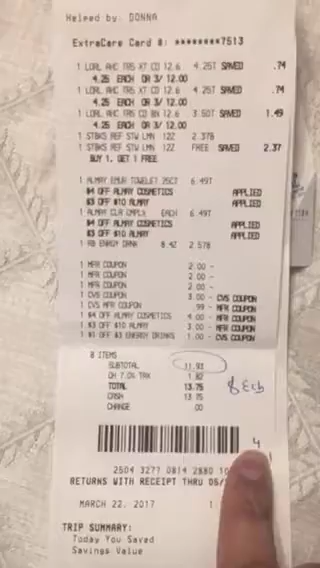 Helped by: DONNA
ExtraCare Card #: ********7513
1 LORL AHC TRS XT CD 12.6 4.25T SAVED .74
4.25 EACH OR 3/ 12.00
1 LORL AHC TRS XT CD 12.6 4.25T SAVED .74
4.25 EACH OR 3/ 12.00
1 LORL AHC TRS CD BN 12.6 3.50T SAVED 1.49
4.25 EACH OR 3/ 12.00
1 STBKS REF STW LMN 12Z 2.37B
1 STBKS REF STW LMN 12Z FREE SAVED 2.37
BUY 1, GET 1 FREE
1 ALMAY EMUR TOWELET 25CT 6.49T
$4 OFF ALMAY COSMETICS APPLIED
$3 OFF $10 ALMAY APPLIED
1 ALMAY CLR CMPLX EACH 6.49T
$4 OFF ALMAY COSMETICS APPLIED
$3 OFF $10 ALMAY APPLIED
1 RB ENERGY DRNK 8.4Z 2.57B
1 MFR COUPON 2.00 -
1 MFR COUPON 2.00 -
1 MFR COUPON 2.00 -
1 CVS COUPON 3.00 - CVS COUPON
1 CVS MFR COUPON .99 - CVS COUPON
1 $4 OFF ALMAY COSMETICS 4.00 - CVS COUPON
1 $3 OFF $10 ALMAY 3.00 - CVS COUPON
1 $1 OFF $3 ENERGY DRINKS 1.00 - CVS COUPON
8 ITEMS
SUBTOTAL 11.93
OH 7.0% TAX 1.82
TOTAL 13.75
CASH 13.75
CHANGE .00
8 Ecb
4
2504 3277 0814 2880 
RETURNS WITH RECEIPT THRU 05/
MARCH 22, 2017
TRIP SUMMARY:
Today You Saved
Savings Value